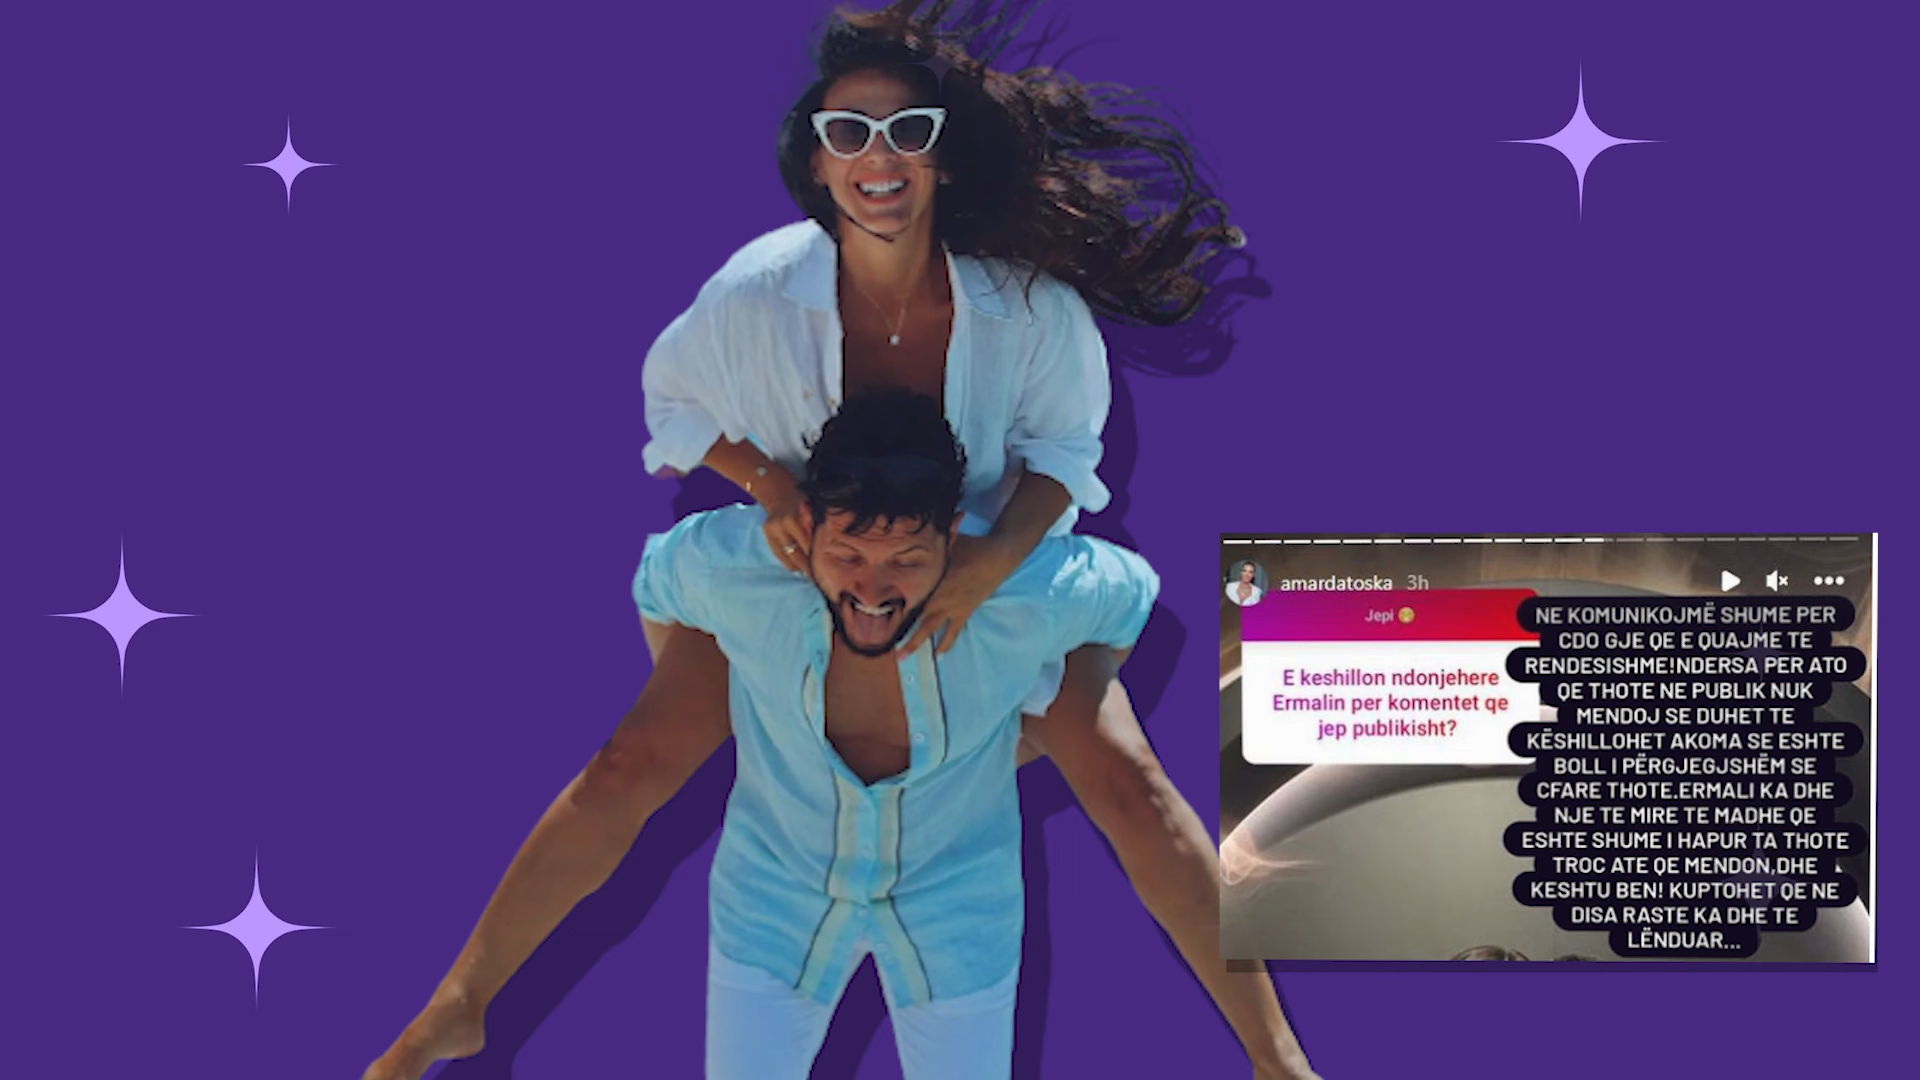 amardatoska 3h
Jepi
E keshillon ndonjehere
Ermalin per komentet qe
jep publikisht?
NE KOMUNIKOJMË SHUME PER
CDO GJE QE E QUAJME TE
RENDESISHME!NDERSA PER ATO
QE THOTE NE PUBLIK NUK
MENDOJ SE DUHET TE
KËSHILLOHET AKOMA SE ESHTE
BOLL I PËRGJEGJSHËM SE
CFARE THOTE.ERMALI KA DHE
NJE TE MIRE TE MADHE QE
ESHTE SHUME I HAPUR TA THOTE
TROC ATE QE MENDON,DHE
KESHTU BEN! KUPTOHET QE NE
DISA RASTE KA DHE TE
LËNDUAR...